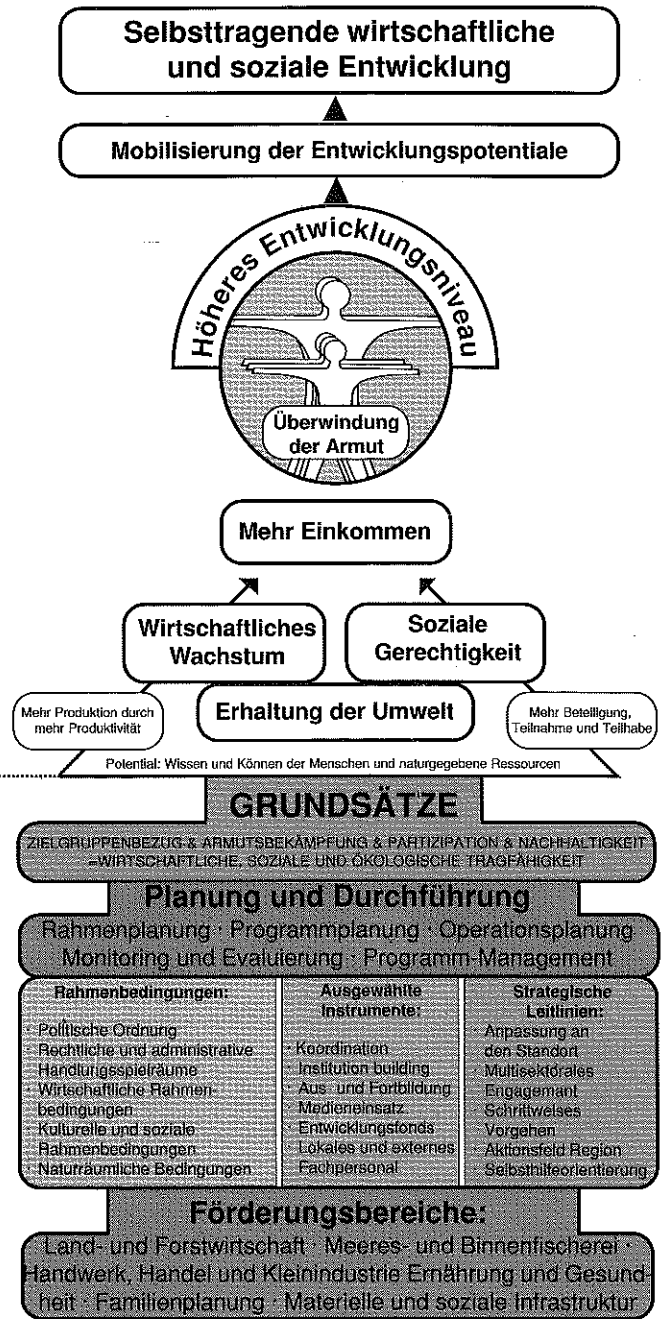 Selbsttragende wirtschaftliche
und soziale Entwicklung
Mobilisierung der Entwicklungspotentiale
Höheres Entwicklungsniveau
Überwindung
der Armut
Mehr Einkommen
Wirtschaftliches
Wachstum
Soziale
Gerechtigkeit
Mehr Produktion durch
mehr Produktivität
Erhaltung der Umwelt
Mehr Beteiligung,
Teilnahme und Teilhabe
Potential: Wissen und Können der Menschen und naturgegebene Ressourcen
GRUNDSÄTZE
ZIELGRUPPENBEZUG & ARMUTSBEKÄMPFUNG & PARTIZIPATION & NACHHALTIGKEIT
=WIRTSCHAFTLICHE, SOZIALE UND ÖKOLOGISCHE TRAGFÄHIGKEIT
Planung und Durchführung
Rahmenplanung · Programmplanung · Operationsplanung
Monitoring und Evaluierung · Programm-Management
Rahmenbedingungen:
· Politische Ordnung
· Rechtliche und administrative
Handlungsspielräume
· Wirtschaftliche Rahmen-
bedingungen
· Kulturelle und soziale
Rahmenbedingungen
· Naturräumliche Bedingungen
Ausgewählte
Instrumente:
· Koordination
· Institution building
· Aus- und Fortbildung
· Medieneinsatz
· Entwicklungsfonds
· Lokales und externes
Fachpersonal
Strategische
Leitlinien:
· Anpassung an
den Standort
· Multisektorales
Engagemant
· Schrittweises
Vorgehen
· Aktionsfeld Region
· Selbsthilfeorientierung
Förderungsbereiche:
Land- und Forstwirtschaft · Meeres- und Binnenfischerei ·
Handwerk, Handel und Kleinindustrie Ernährung und Gesund-
heit · Familienplanung · Materielle und soziale Infrastruktur